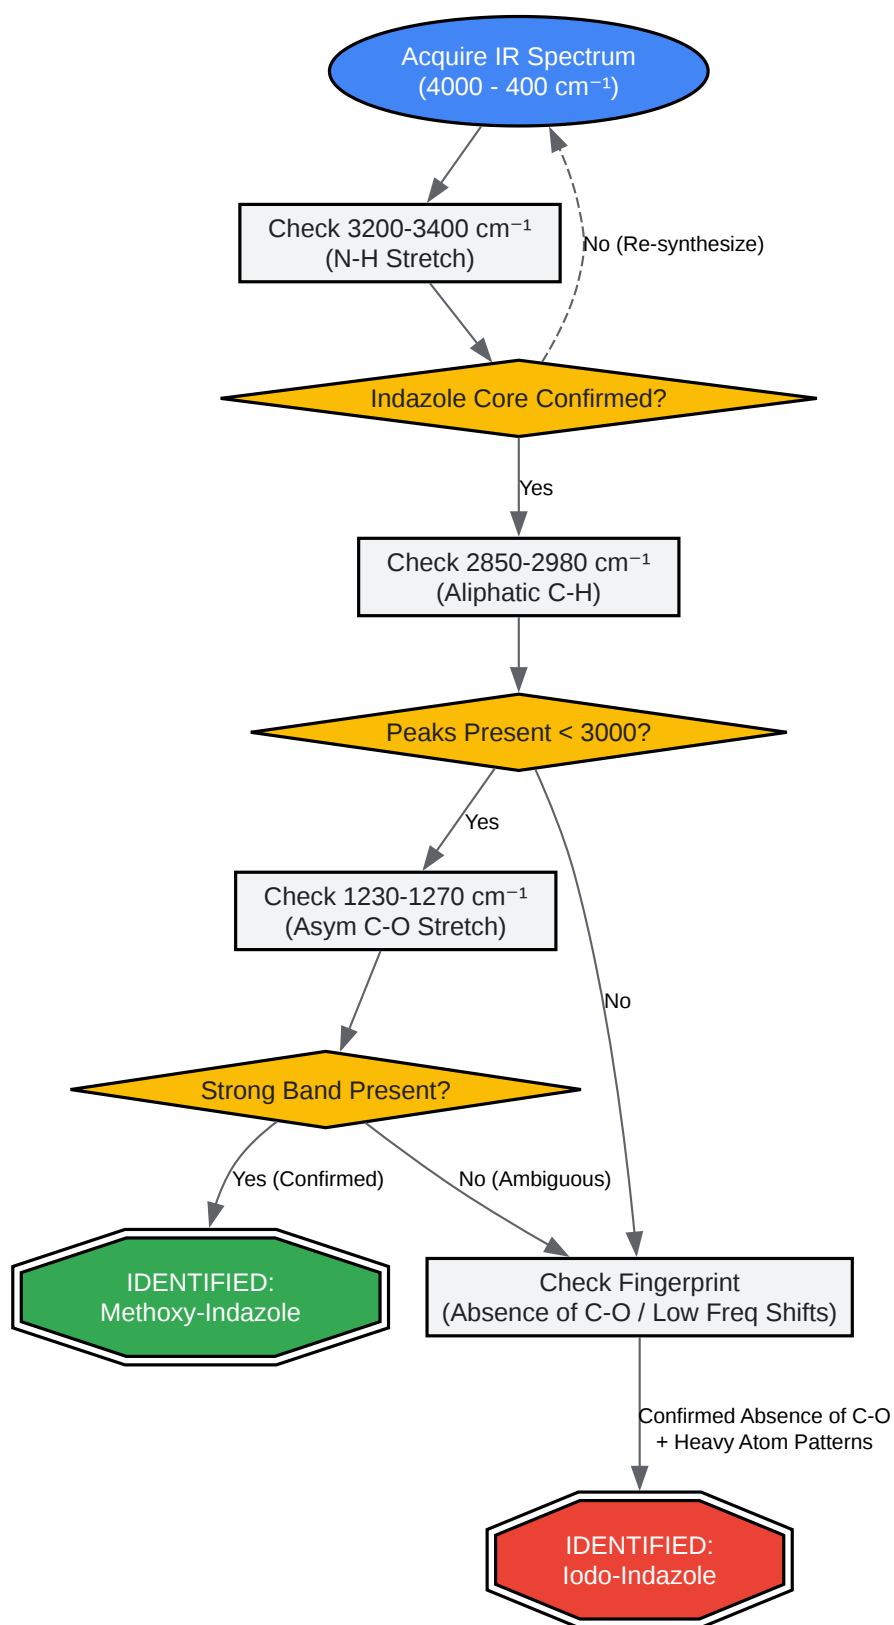 Acquire IR Spectrum
(4000 - 400 cm⁻¹)
Check 3200-3400 cm⁻¹
(N-H Stretch)
No (Re-synthesize)
Indazole Core Confirmed?
Yes
Check 2850-2980 cm⁻¹
(Aliphatic C-H)
Peaks Present < 3000?
Yes
Check 1230-1270 cm⁻¹
(Asym C-O Stretch)
No
Strong Band Present?
Yes (Confirmed)
No (Ambiguous)
IDENTIFIED:
Methoxy-Indazole
Check Fingerprint
(Absence of C-O / Low Freq Shifts)
Confirmed Absence of C-O
+ Heavy Atom Patterns
IDENTIFIED:
Iodo-Indazole